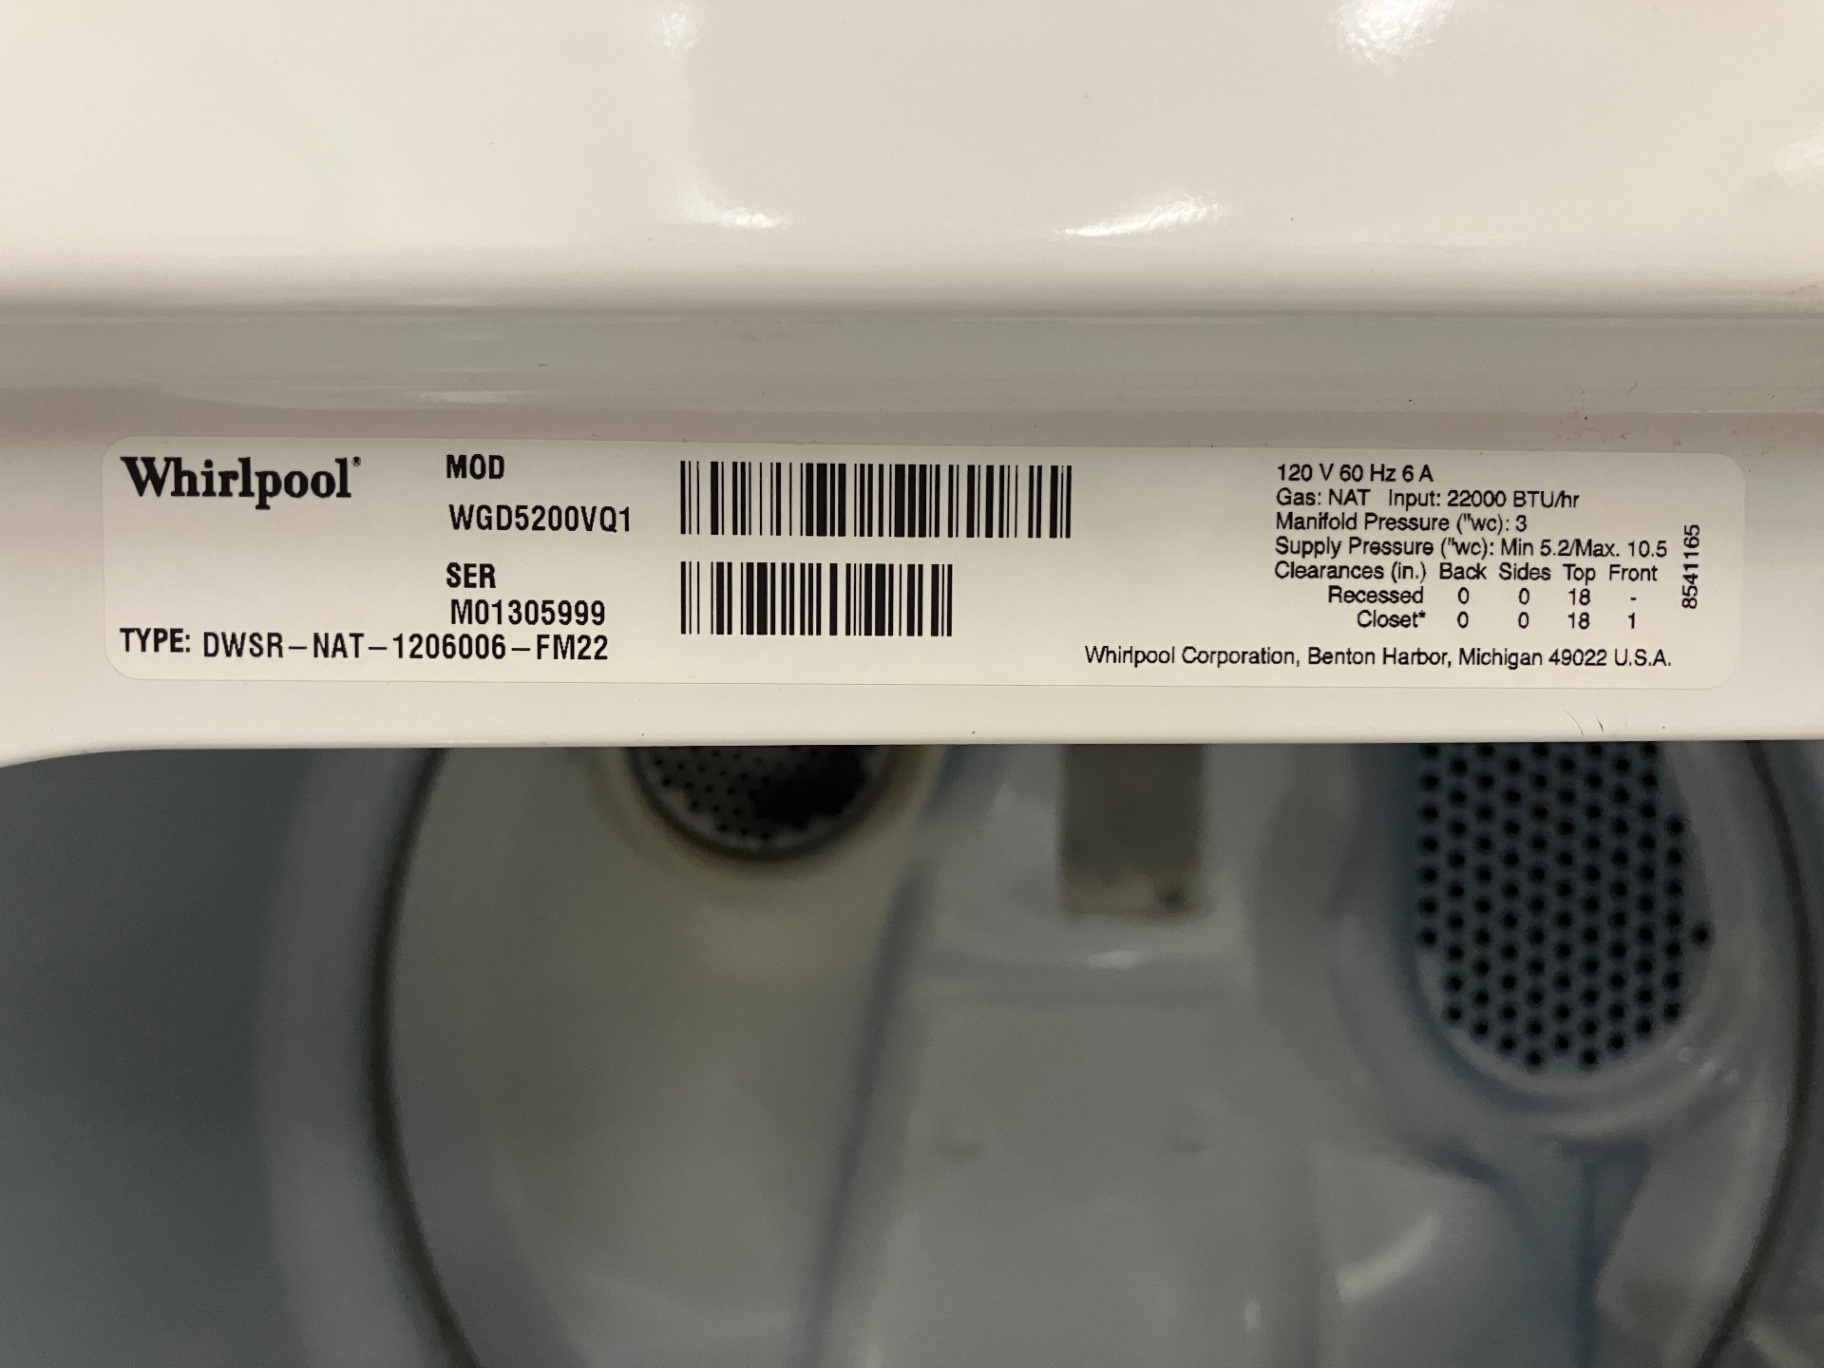 Whirlpool®
MOD
WGD5200VQ1
SER
M01305999
TYPE: DWSR-NAT-1206006-FM22
120 V 60 Hz 6 A
Gas: NAT Input: 22000 BTU/hr
Manifold Pressure ("wc): 3
Supply Pressure ("wc): Min 5.2/Max. 10.5
Clearances (in.) Back Sides Top Front
Recessed 0 0 18 -
Closet* 0 0 18 1
8541165
Whirlpool Corporation, Benton Harbor, Michigan 49022 U.S.A.